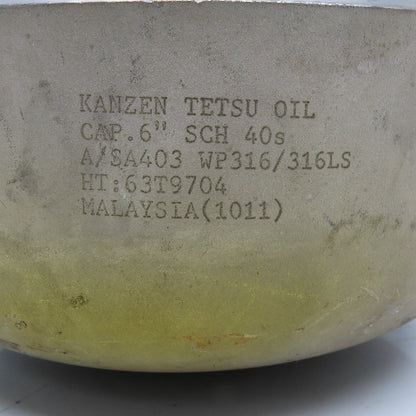 KANZEN TETSU OIL
CAP.6" SCH 40s
A/SA403 WP316/316LS
HT:63T9704
MALAYSIA(1011)